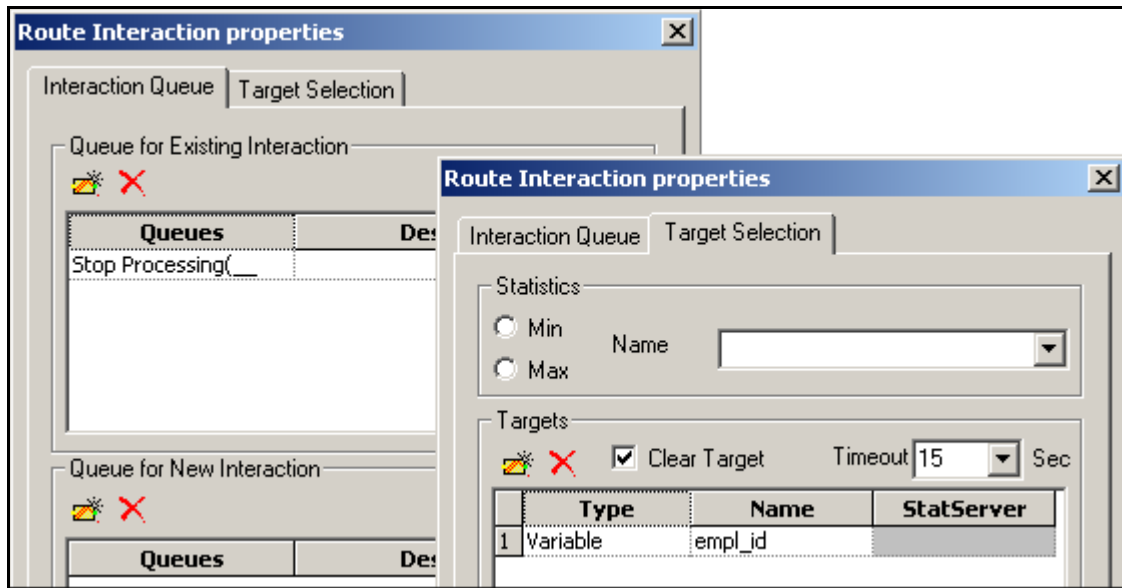 Route Interaction properties
Interaction Queue
Target Selection
Queue for Existing Interaction
Queues
Des
Stop Processing(__
Queue for New Interaction
Queues
Des
Route Interaction properties
Interaction Queue
Target Selection
Statistics
Min
Max
Name
Targets
Clear Target
Timeout 15 Sec
Type Name StatServer
1 Variable empl_id